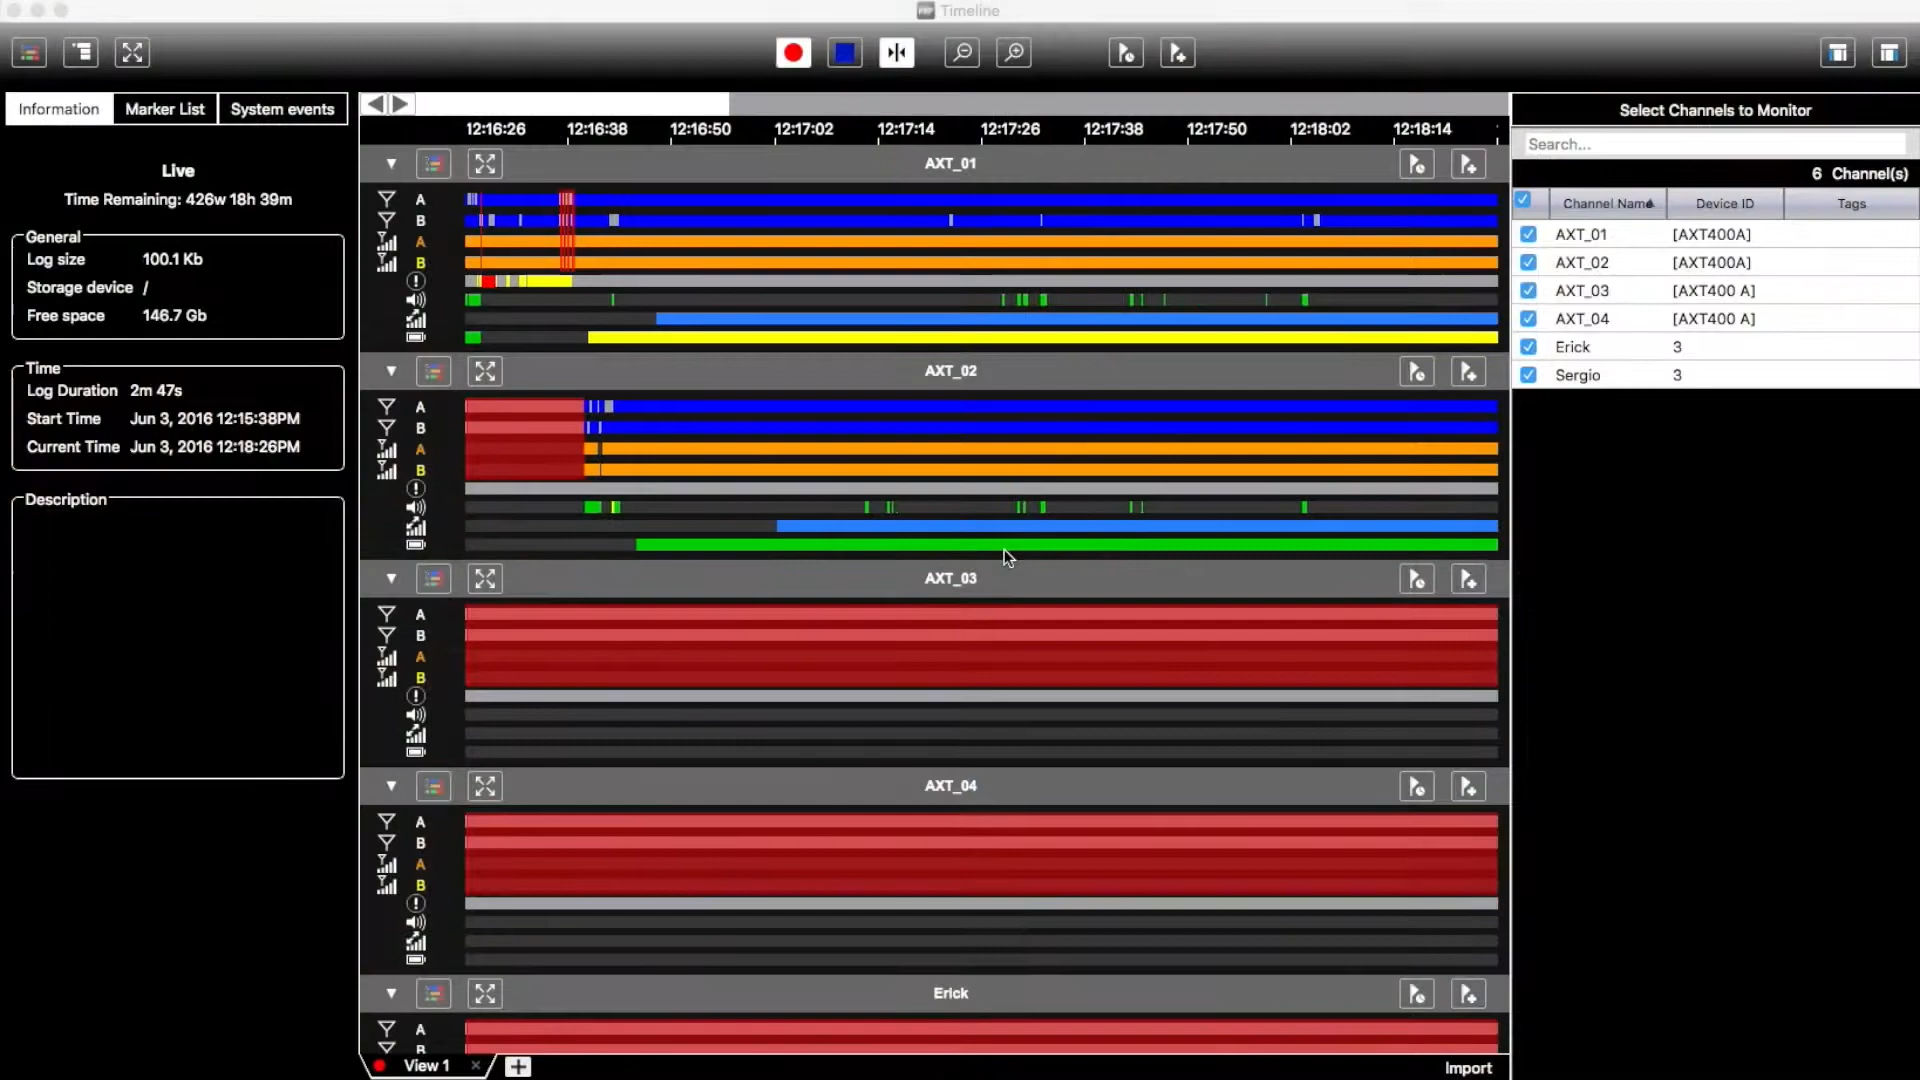 Timeline
Information
Marker List
System events
Live
Time Remaining: 426w 18h 39m
General
Log size 100.1 Kb
Storage device /
Free space 146.7 Gb
Time
Log Duration 2m 47s
Start Time Jun 3, 2016 12:15:38PM
Current Time Jun 3, 2016 12:18:26PM
Description
12:16:26 12:16:38 12:16:50 12:17:02 12:17:14 12:17:26 12:17:38 12:17:50 12:18:02 12:18:14
AXT_01
A
B
A
B
AXT_02
A
B
A
B
AXT_03
A
B
A
B
AXT_04
A
B
A
B
Erick
A
B
View 1
Import
Select Channels to Monitor
Search...
6 Channel(s)
Channel Name Device ID Tags
AXT_01 [AXT400A]
AXT_02 [AXT400A]
AXT_03 [AXT400 A]
AXT_04 [AXT400 A]
Erick 3
Sergio 3